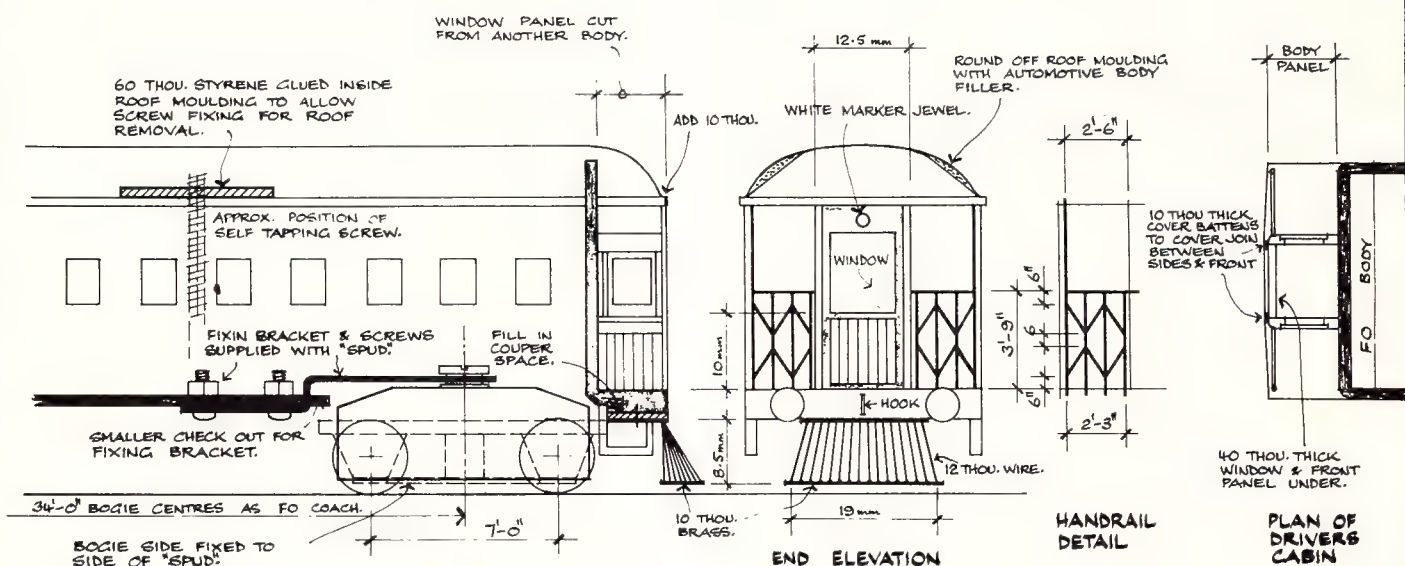 WINDOW PANEL CUT
FROM ANOTHER BODY.
60 THOU. STYRENE GLUED INSIDE
ROOF MOULDING TO ALLOW
SCREW FIXING FOR ROOF
REMOVAL.
ADD 10 THOU.
APPROX. POSITION OF
SELF TAPPING SCREW.
FIXIN BRACKET & SCREWS
SUPPLIED WITH "SPUD."
FILL IN
COUPER
SPACE.
SMALLER CHECK OUT FOR
FIXING BRACKET.
34'-0" BOGIE CENTRES AS FO COACH.
7'-0"
BOGIE SIDE FIXED TO
SIDE OF "SPUD."
10 THOU.
BRASS.
12.5 mm
ROUND OFF ROOF MOULDING
WITH AUTOMOTIVE BODY
FILLER.
WHITE MARKER JEWEL.
WINDOW
10mm
HOOK
8.5mm
12 THOU. WIRE.
19mm
END ELEVATION
2'-6"
6"
6
3'-9"
6"
2'-3"
HANDRAIL
DETAIL
BODY
PANEL
10 THOU THICK
COVER BATTENS
TO COVER JOIN
BETWEEN
SIDES & FRONT
FO BODY
40 THOU. THICK
WINDOW & FRONT
PANEL UNDER.
PLAN OF
DRIVERS
CABIN